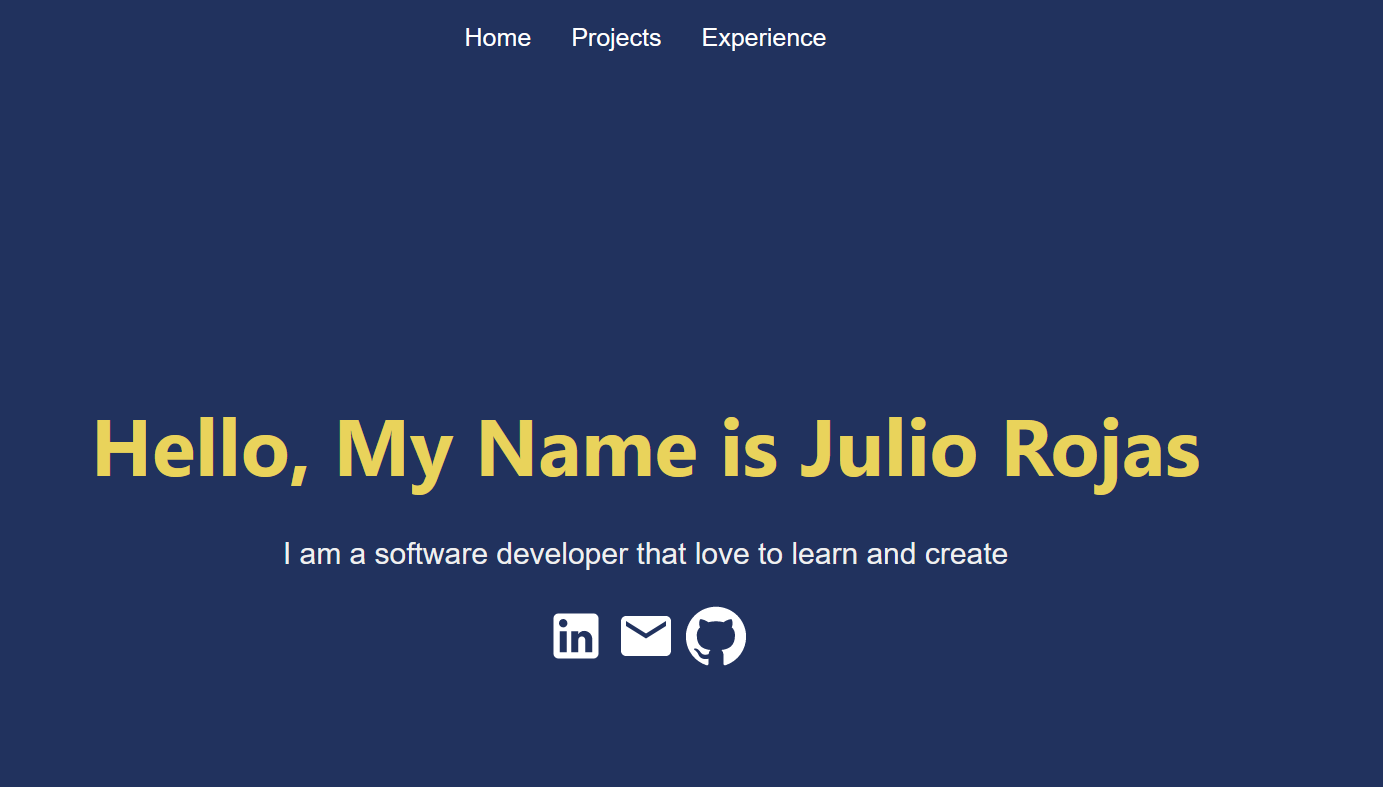 Home Projects Experience
Hello, My Name is Julio Rojas
I am a software developer that love to learn and create
in